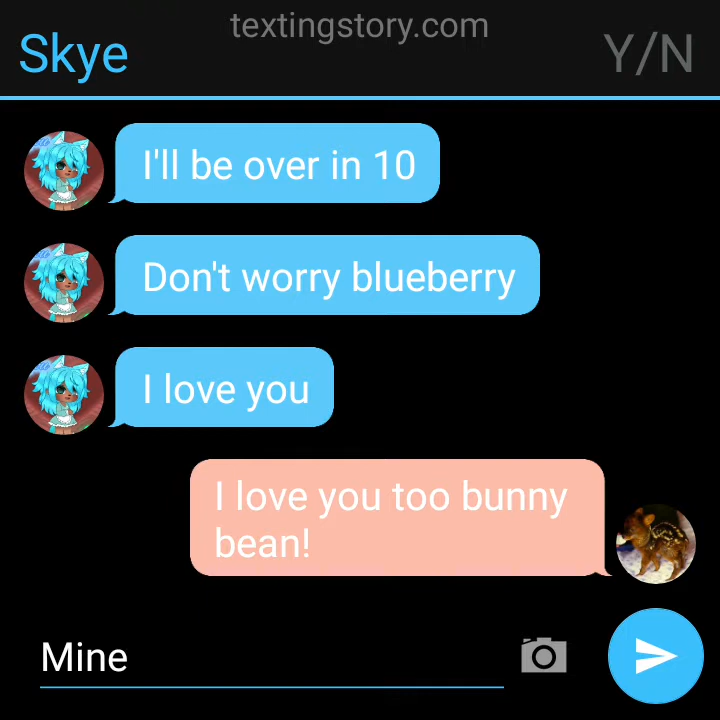 textingstory.com
Skye
Y/N
I'll be over in 10
Don't worry blueberry
I love you
I love you too bunny
bean!
Mine